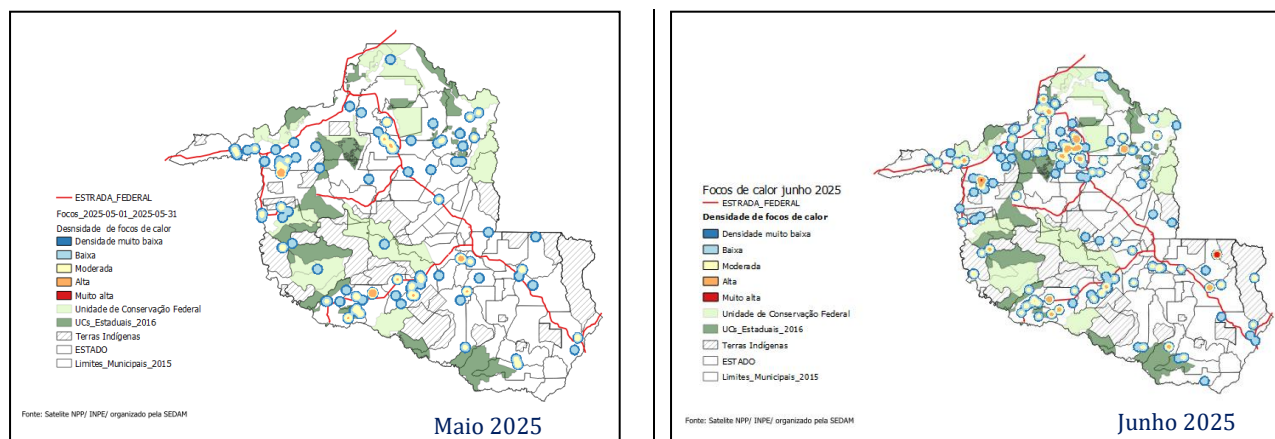 ESTRADA_FEDERAL
Focos_2025-05-01_2025-05-31
Desnsidade de focos de calor
Densidade muito baixa
Baixa
Moderada
Alta
Muito alta
Unidade de Conservação Federal
UCs_Estaduais_2016
Terras Indígenas
ESTADO
Limites_Municipais_2015
Fonte: Satelite NPP/ INPE/ organizado pela SEDAM
Maio 2025
Focos de calor junho 2025
ESTRADA_FEDERAL
Densidade de focos de calor
Densidade muito baixa
Baixa
Moderada
Alta
Muito alta
Unidade de Conservação Federal
UCs_Estaduais_2016
Terras Indígenas
ESTADO
Limites_Municipais_2015
Fonte: Satelite NPP/ INPE/ organizado pela SEDAM
Junho 2025